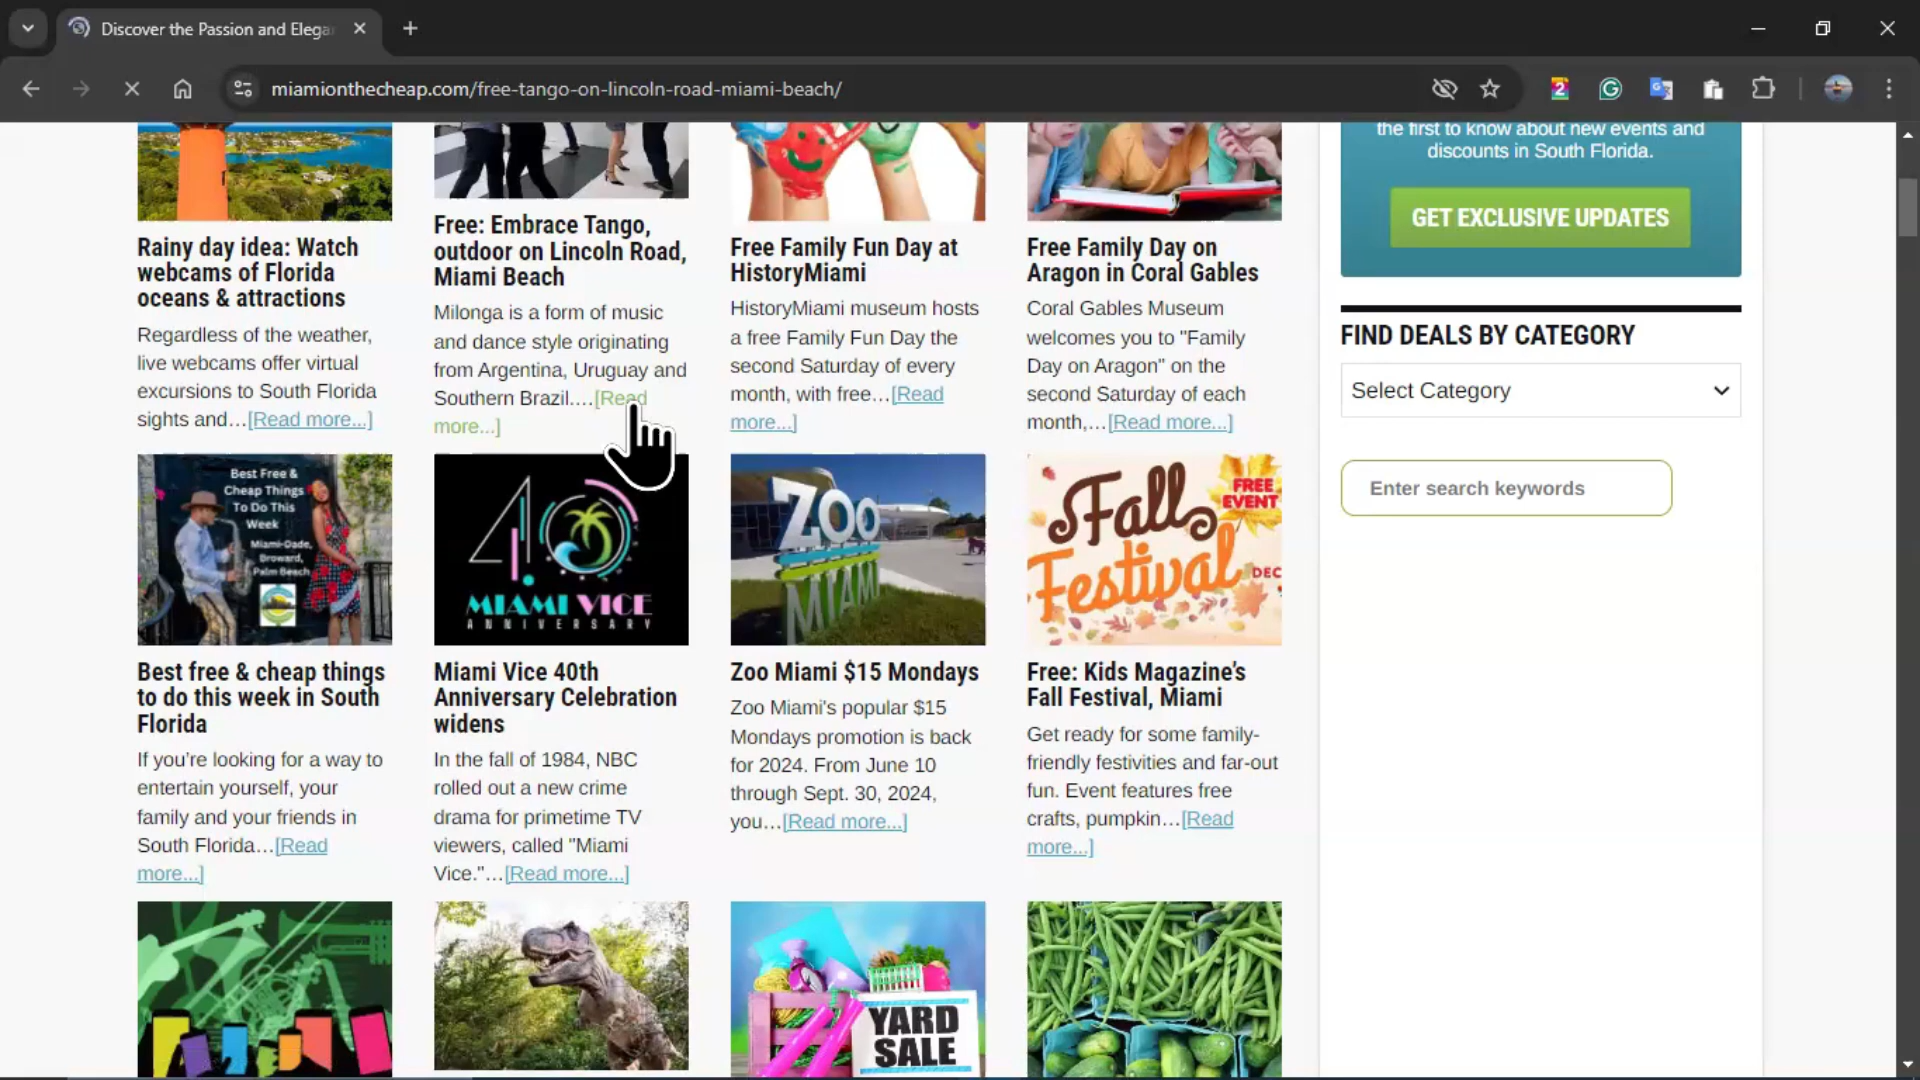 Discover the Passion and Elega
miamionthecheap.com/free-tango-on-lincoln-road-miami-beach/
the first to know about new events and
discounts in South Florida.
GET EXCLUSIVE UPDATES
Rainy day idea: Watch
webcams of Florida
oceans & attractions
Regardless of the weather,
live webcams offer virtual
excursions to South Florida
sights and…[Read more...]
Free: Embrace Tango,
outdoor on Lincoln Road,
Miami Beach
Milonga is a form of music
and dance style originating
from Argentina, Uruguay and
Southern Brazil.…[Read
more...]
Free Family Fun Day at
HistoryMiami
HistoryMiami museum hosts
a free Family Fun Day the
second Saturday of every
month, with free…[Read
more...]
Free Family Day on
Aragon in Coral Gables
Coral Gables Museum
welcomes you to "Family
Day on Aragon" on the
second Saturday of each
month,…[Read more...]
FIND DEALS BY CATEGORY
Select Category
Enter search keywords
Best Free &
Cheap Things
To Do This
Week
Miami-Dade,
Broward,
Palm Beach
40
MIAMI VICE
ANNIVERSARY
ZOO
MIAMI
FREE
EVENT
Fall
Festival
DEC
Best free & cheap things
to do this week in South
Florida
If you're looking for a way to
entertain yourself, your
family and your friends in
South Florida…[Read
more...]
Miami Vice 40th
Anniversary Celebration
widens
In the fall of 1984, NBC
rolled out a new crime
drama for primetime TV
viewers, called "Miami
Vice."…[Read more...]
Zoo Miami $15 Mondays
Zoo Miami's popular $15
Mondays promotion is back
for 2024. From June 10
through Sept. 30, 2024,
you…[Read more...]
Free: Kids Magazine's
Fall Festival, Miami
Get ready for some family-
friendly festivities and far-out
fun. Event features free
crafts, pumpkin…[Read
more...]
YARD
SALE